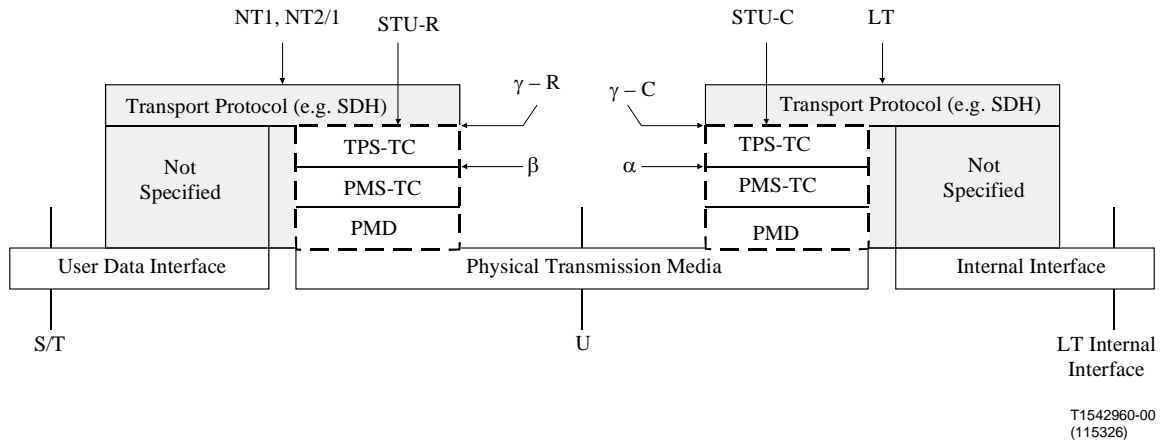 NT1, NT2/1
STU-R
STU-C
LT
γ – R
γ – C
Transport Protocol (e.g. SDH)
Transport Protocol (e.g. SDH)
TPS-TC
β
α
TPS-TC
Not
Specified
PMS-TC
PMS-TC
Not
Specified
PMD
PMD
User Data Interface
Physical Transmission Media
Internal Interface
S/T
U
LT Internal
Interface
T1542960-00
(115326)